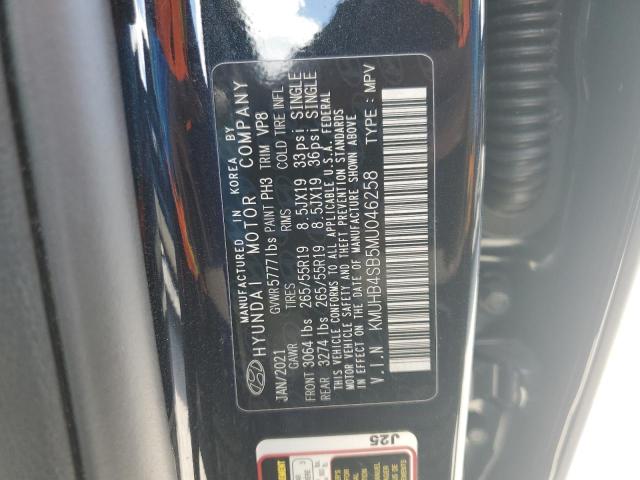 MANUFACTURED IN KOREA BY
HYUNDAI MOTOR COMPANY
JAN/2021 GVWR 5777lbs PAINT PH3 TRIM VP8
GAWR TIRES RIMS COLD TIRE INFL
FRONT 3064 lbs 265/55R19 8.5JX19 33psi SINGLE
REAR 3274 lbs 265/55R19 8.5JX19 36psi SINGLE
THIS VEHICLE CONFORMS TO ALL APPLICABLE U.S.A. FEDERAL
MOTOR VEHICLE SAFETY AND THEFT PREVENTION STANDARDS
IN EFFECT ON THE DATE OF MANUFACTURE SHOWN ABOVE
V.I.N KMUHB4SB5MU046258 TYPE: MPV
J25